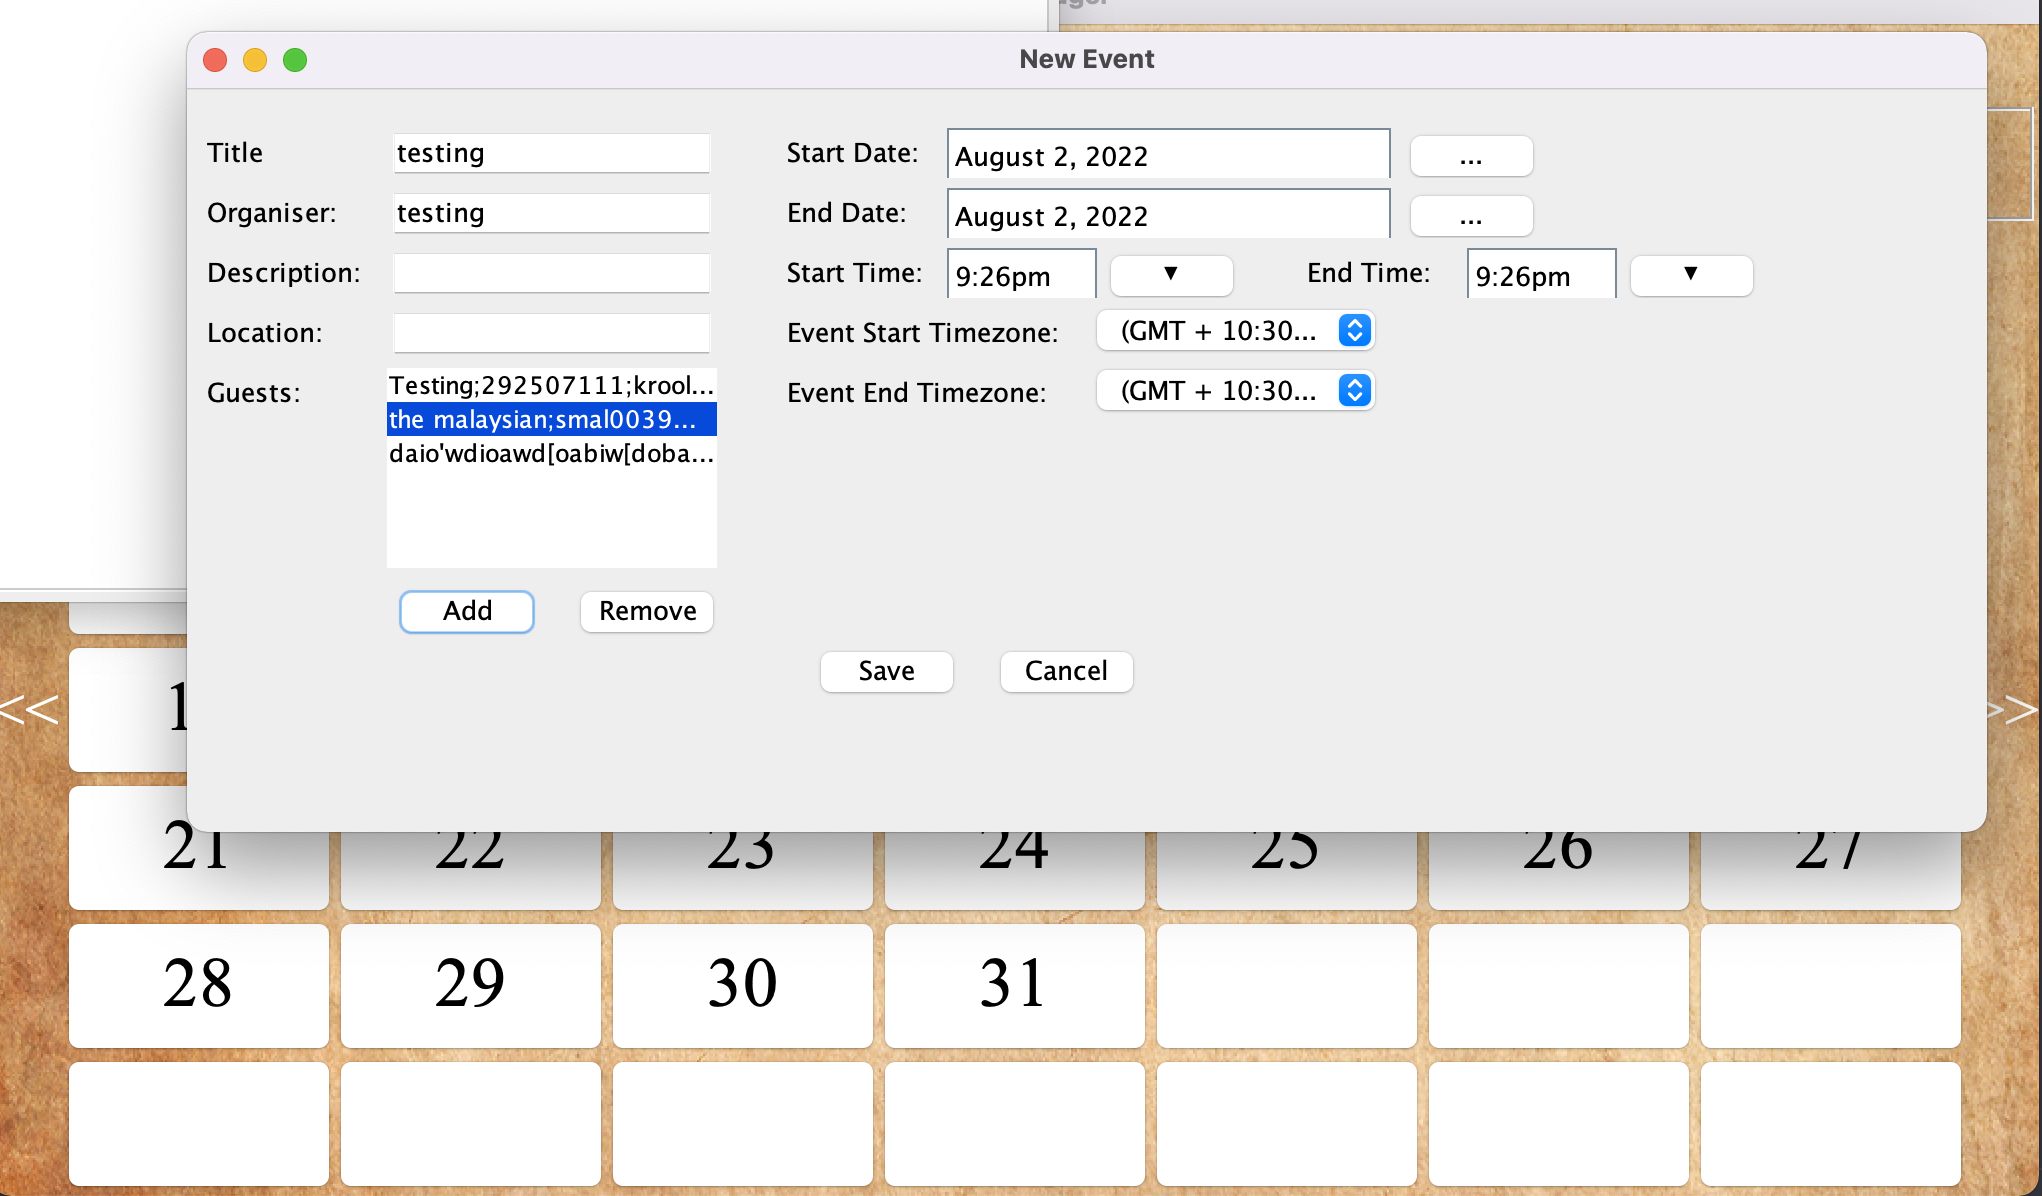 New Event
Title
testing
Organiser:
testing
Description:
Location:
Guests:
Testing;292507111;krool...
the malaysian;smal0039...
daio'wdioawd[oabiw[doba...
Add
Remove
Start Date:
August 2, 2022
...
End Date:
August 2, 2022
...
Start Time:
9:26pm
▼
End Time:
9:26pm
▼
Event Start Timezone:
(GMT + 10:30...
Event End Timezone:
(GMT + 10:30...
Save
Cancel
<<
>>
21 22 23 24 25 26 27
28 29 30 31